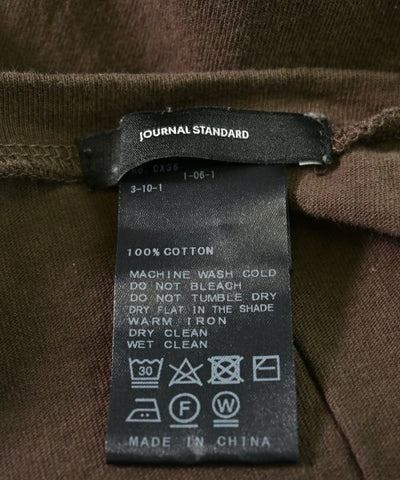 JOURNAL STANDARD
CX36
1-06-1
3-10-1
100% COTTON
MACHINE WASH COLD
DO NOT BLEACH
DO NOT TUMBLE DRY
DRY FLAT IN THE SHADE
WARM IRON
DRY CLEAN
WET CLEAN
30
F
W
MADE IN CHINA